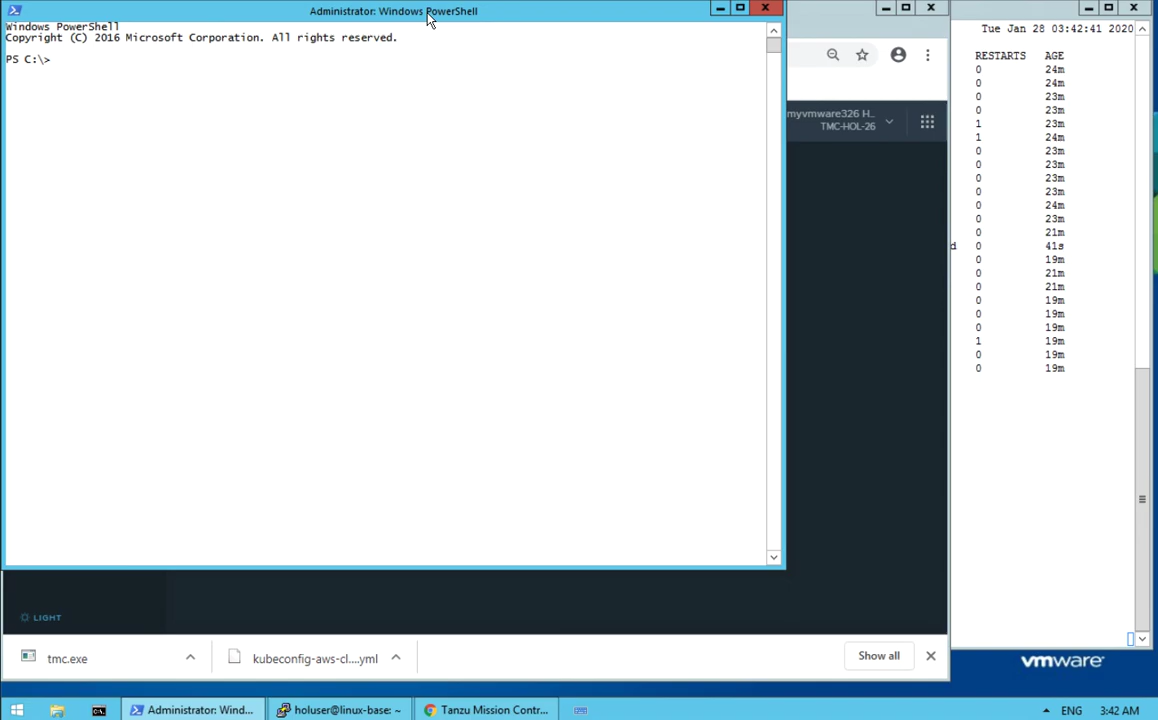 Administrator: Windows PowerShell
Windows PowerShell
Copyright (C) 2016 Microsoft Corporation. All rights reserved.
PS C:\>
myvmware326 H..
TMC-HOL-26
Tue Jan 28 03:42:41 2020
RESTARTS AGE
0 24m
0 24m
0 23m
0 23m
1 23m
1 24m
0 23m
0 23m
0 23m
0 23m
0 24m
0 23m
0 21m
d 0 41s
0 19m
0 21m
0 21m
0 19m
0 19m
0 19m
1 19m
0 19m
0 19m
LIGHT
tmc.exe
kubeconfig-aws-cl....yml
Show all
vmware
Administrator: Wind...
holuser@linux-base: ~
Tanzu Mission Contr...
ENG
3:42 AM